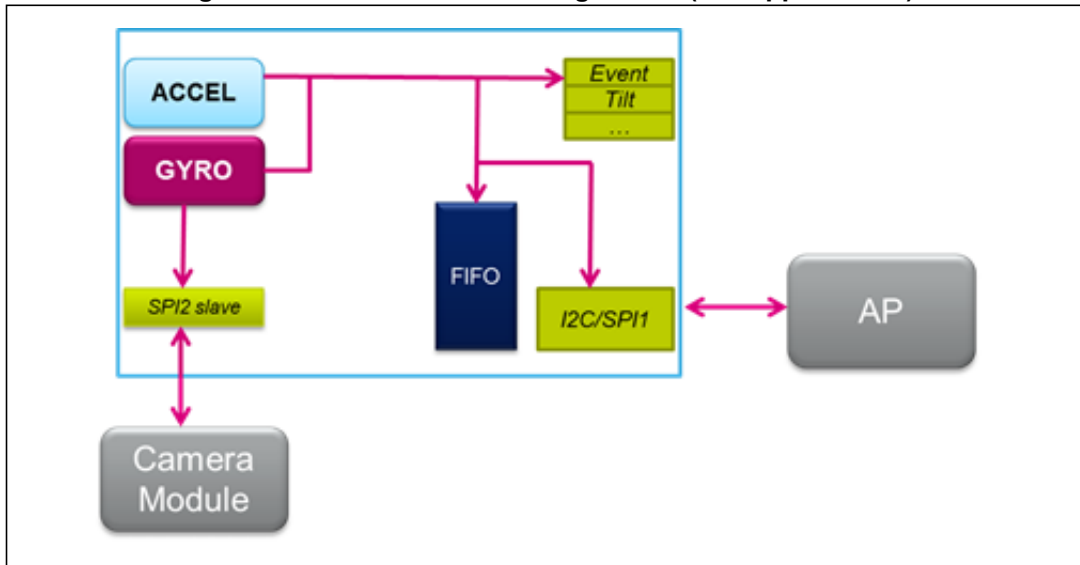 ACCEL
Event
Tilt
...
GYRO
FIFO
SPI2 slave
I2C/SPI1
AP
Camera
Module